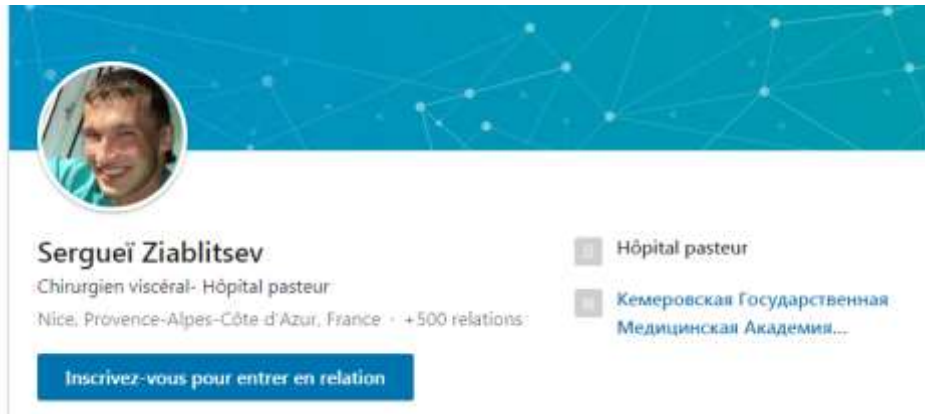 Sergueï Ziablitsev
Chirurgien viscéral- Hôpital pasteur
Nice, Provence-Alpes-Côte d'Azur, France · +500 relations
Inscrivez-vous pour entrer en relation
Hôpital pasteur
Кемеровская Государственная
Медицинская Академия...